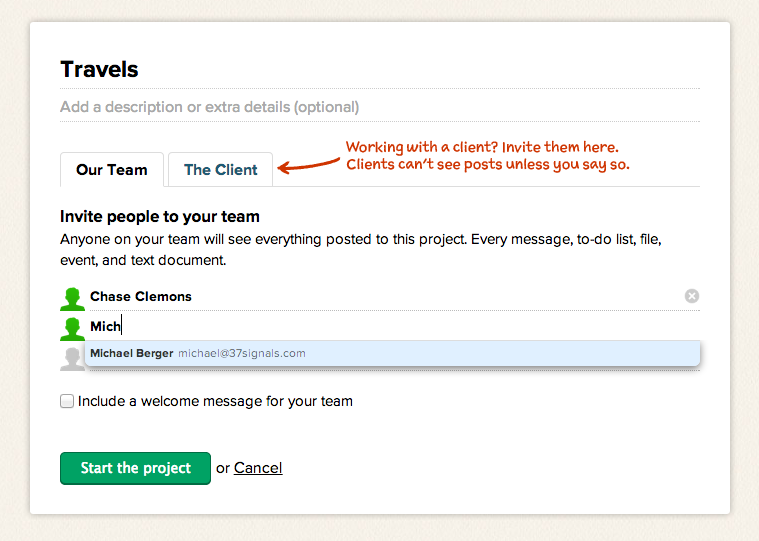 Travels
Add a description or extra details (optional)
Our Team
The Client
Working with a client? Invite them here.
Clients can't see posts unless you say so.
Invite people to your team
Anyone on your team will see everything posted to this project. Every message, to-do list, file,
event, and text document.
Chase Clemons
Mich
Michael Berger michael@37signals.com
Include a welcome message for your team
Start the project or Cancel